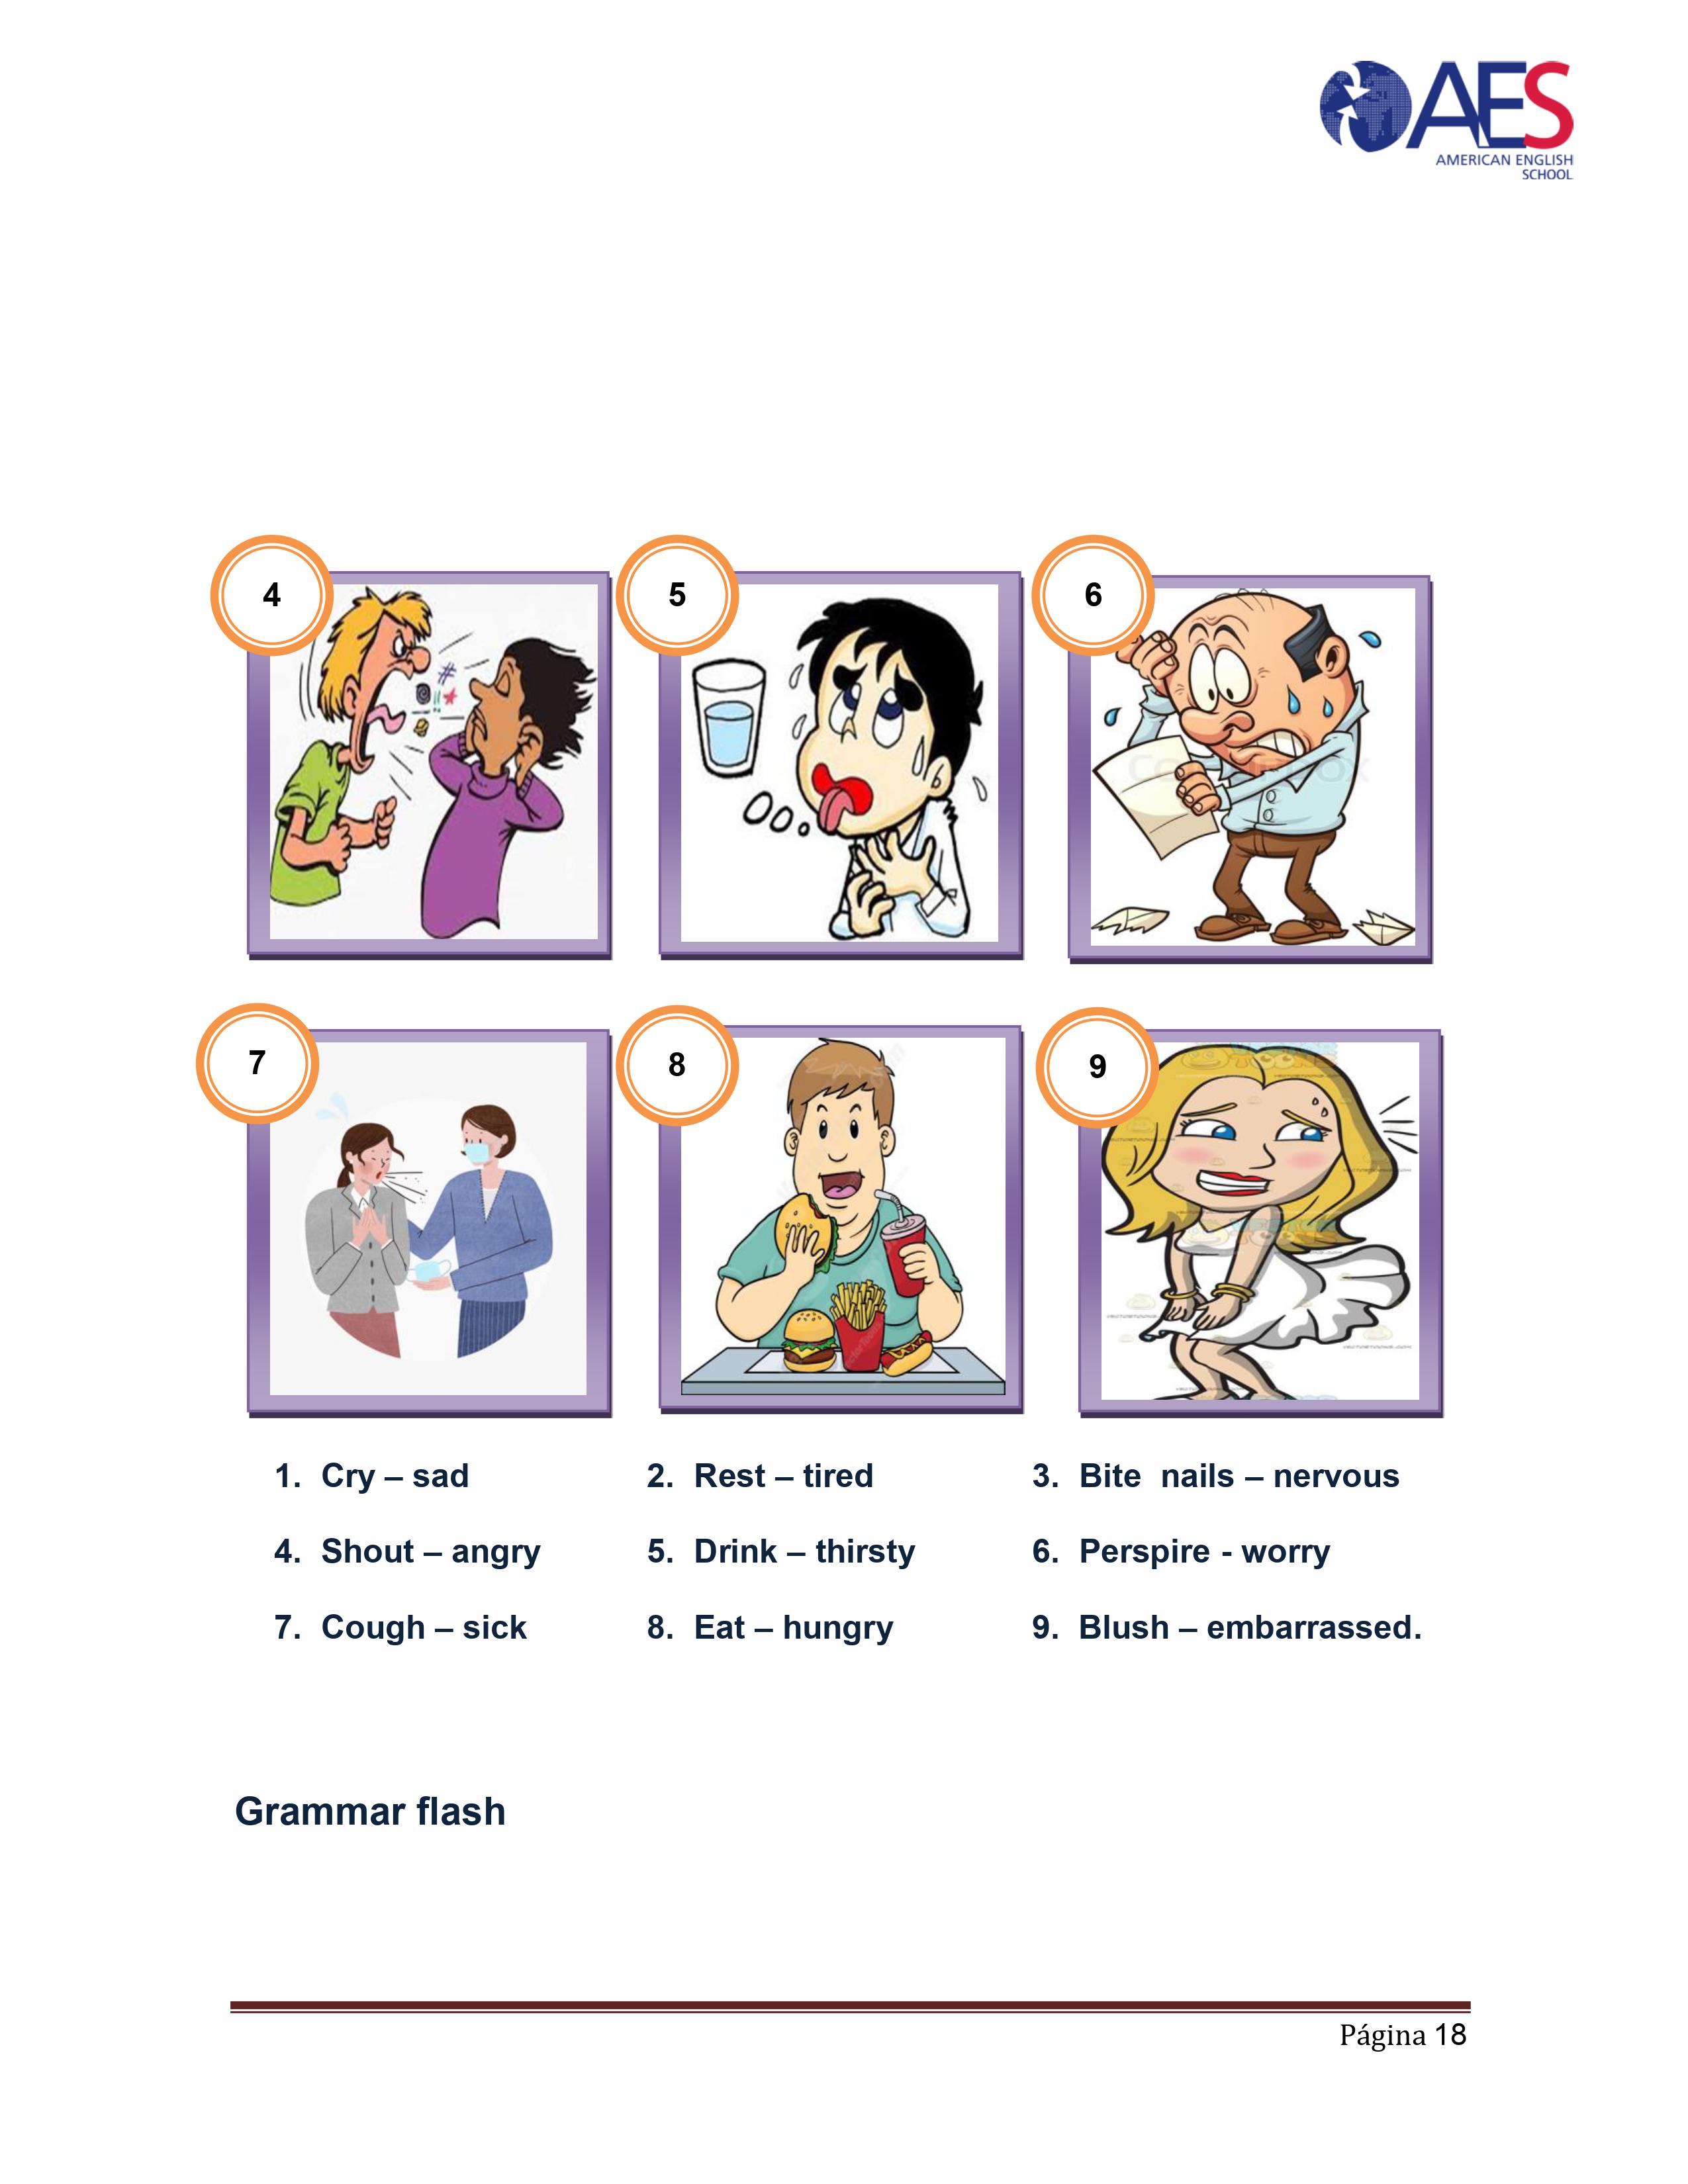 AES
AMERICAN ENGLISH
SCHOOL
4 5 6
7 8 9
1. Cry – sad 2. Rest – tired 3. Bite nails – nervous
4. Shout – angry 5. Drink – thirsty 6. Perspire - worry
7. Cough – sick 8. Eat – hungry 9. Blush – embarrassed.
Grammar flash
Página 18